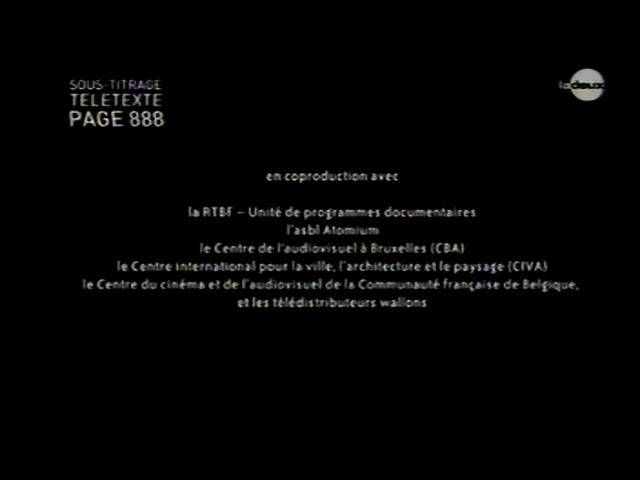 SOUS-TITRAGE
TELETEXTE
PAGE 888
la deux
en coproduction avec
la RTBF – Unité de programmes documentaires
l'asbl Atomium
le Centre de l'audiovisuel à Bruxelles (CBA)
le Centre international pour la ville, l'architecture et le paysage (CIVA)
le Centre du cinéma et de l'audiovisuel de la Communauté française de Belgique,
et les télédistributeurs wallons